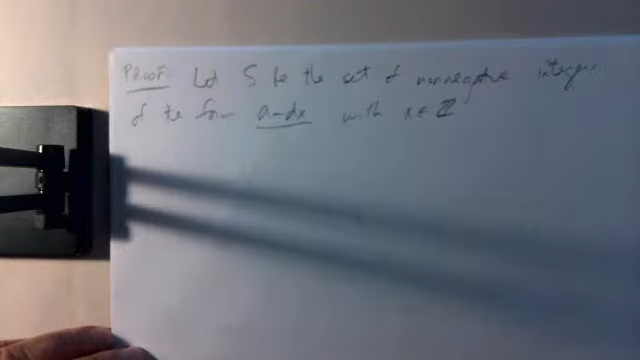 PROOF Let S be the set of nonnegative integers
of the form a-dx with x ∈ ℤ